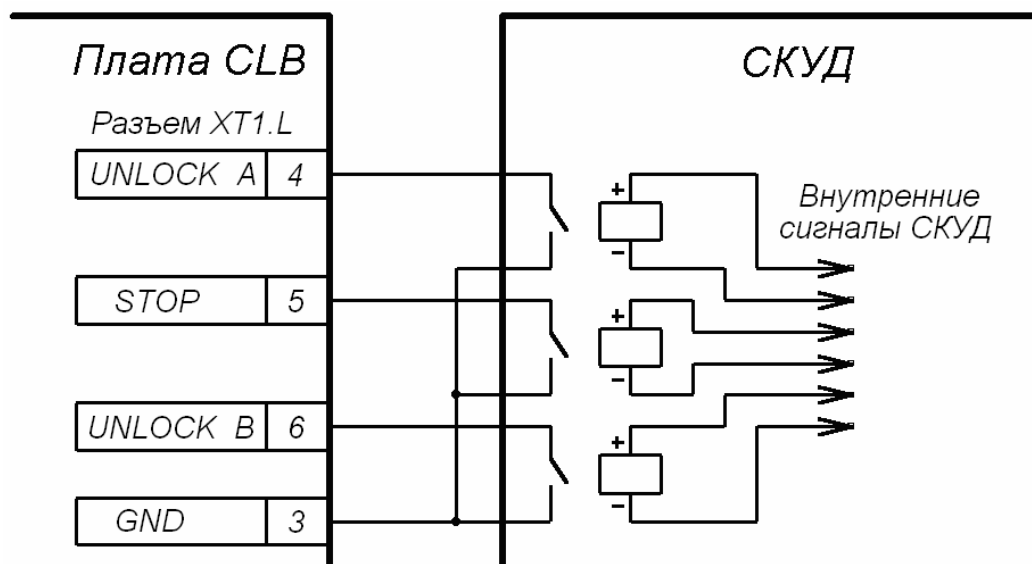 Плата CLB
СКУД
Разъем XT1.L
UNLOCK A 4
STOP 5
UNLOCK B 6
GND 3
+
–
+
–
+
–
Внутренние
сигналы СКУД